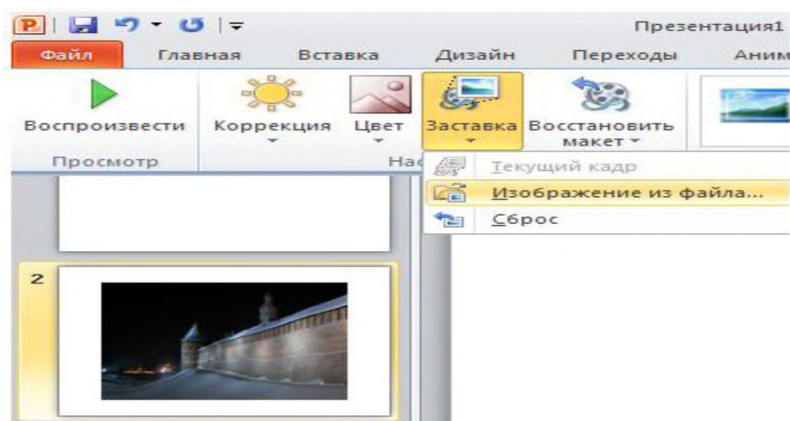 Презентация1
Файл Главная Вставка Дизайн Переходы Аним
Воспроизвести Коррекция Цвет Заставка Восстановить
макет
Просмотр Нас
Текущий кадр
Изображение из файла...
Сброс
2